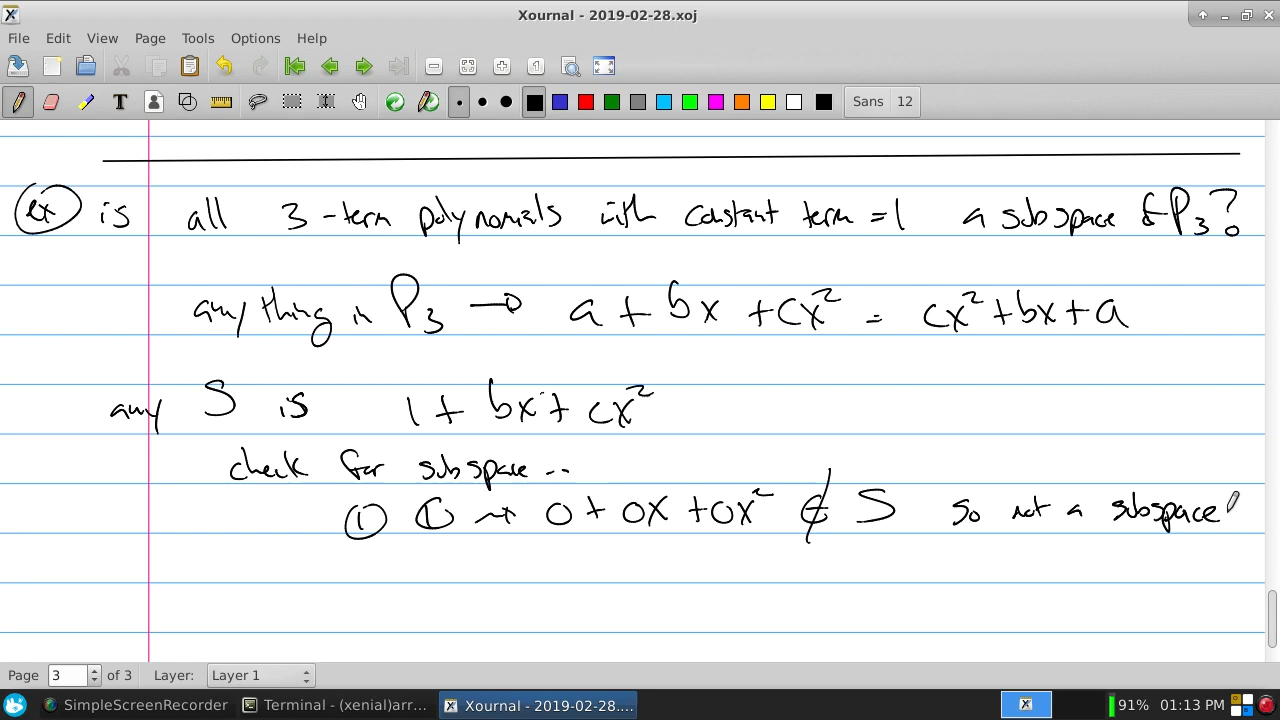 Xournal - 2019-02-28.xoj
File Edit View Page Tools Options Help
Sans 12
ex is all 3-term polynomials with constant term = 1 a subspace of P₃?
anything in P₃ → a + bx + cx² = cx² + bx + a
any S is 1 + bx + cx²
check for subspace ..
① 𝟘 → 0 + 0x + 0x² ∉ S so not a subspace
Page 3 of 3 Layer: Layer 1
SimpleScreenRecorder Terminal - (xenial)arr... Xournal - 2019-02-28.... 91% 01:13 PM